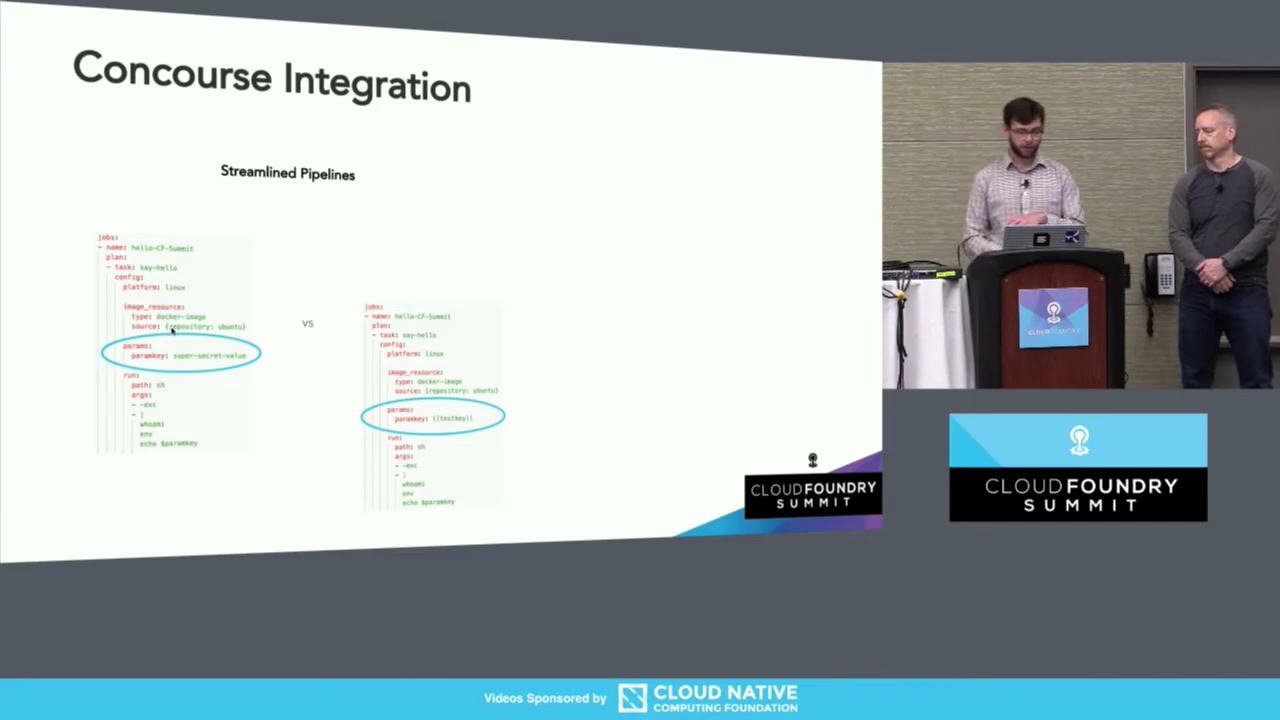 Concourse Integration
Streamlined Pipelines
jobs:
- name: hello-CF-Summit
plan:
- task: say-hello
config:
platform: linux
image_resource:
type: docker-image
source: {repository: ubuntu}
params:
paramkey: super-secret-value
run:
path: sh
args:
- -exc
- |
whoami
env
echo $paramkey
vs
jobs:
- name: hello-CF-Summit
plan:
- task: say-hello
config:
platform: linux
image_resource:
type: docker-image
source: {repository: ubuntu}
params:
paramkey: ((testkey))
run:
path: sh
args:
- -exc
- |
whoami
env
echo $paramkey
CLOUD FOUNDRY
SUMMIT
CLOUD FOUNDRY
CLOUD FOUNDRY
SUMMIT
Videos Sponsored by
CLOUD NATIVE
COMPUTING FOUNDATION